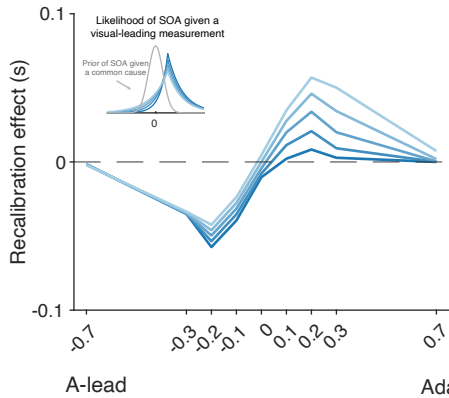 Likelihood of SOA given a
visual-leading measurement
Prior of SOA given
a common cause
0
Recalibration effect (s)
0.1
0
-0.1
-0.7
-0.3
-0.2
-0.1
0
0.1
0.2
0.3
0.7
A-lead
Ada